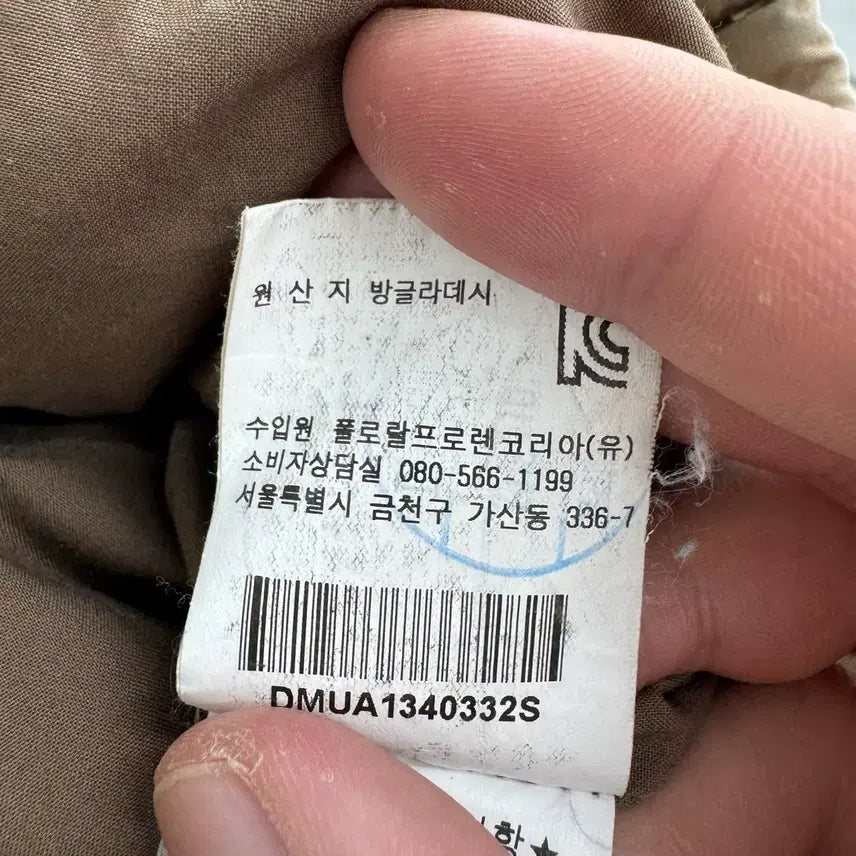 원 산 지 방글라데시
KC
수입원 폴로랄프로렌코리아(유)
소비자상담실 080-566-1199
서울특별시 금천구 가산동 336-7
DMUA1340332S
항★